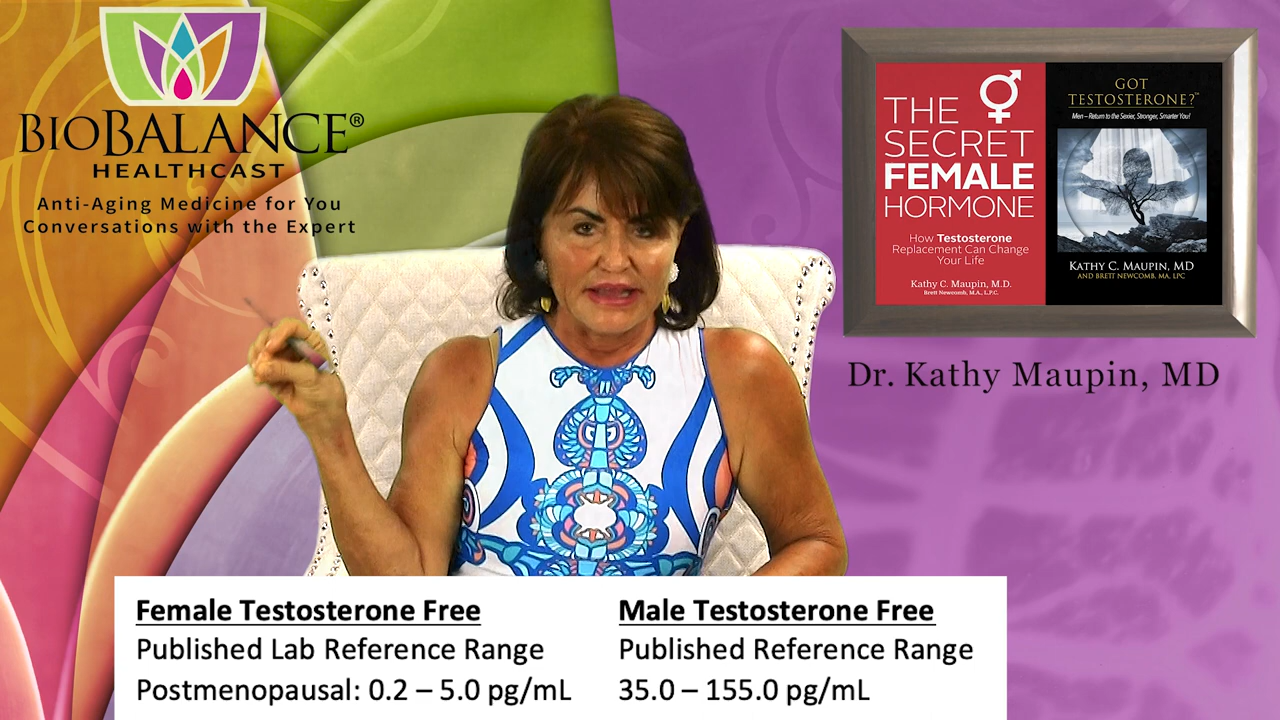 BIOBALANCE®
HEALTHCAST
Anti-Aging Medicine for You
Conversations with the Expert
THE
SECRET
FEMALE
HORMONE
How Testosterone
Replacement Can Change
Your Life
Kathy C. Maupin, M.D.
Brett Newcomb, M.A., L.P.C.
GOT
TESTOSTERONE?™
Men – Return to the Sexier, Stronger, Smarter You!
KATHY C. MAUPIN, MD
AND BRETT NEWCOMB, MA, LPC
Dr. Kathy Maupin, MD
Female Testosterone Free
Published Lab Reference Range
Postmenopausal: 0.2 – 5.0 pg/mL
Male Testosterone Free
Published Reference Range
35.0 – 155.0 pg/mL